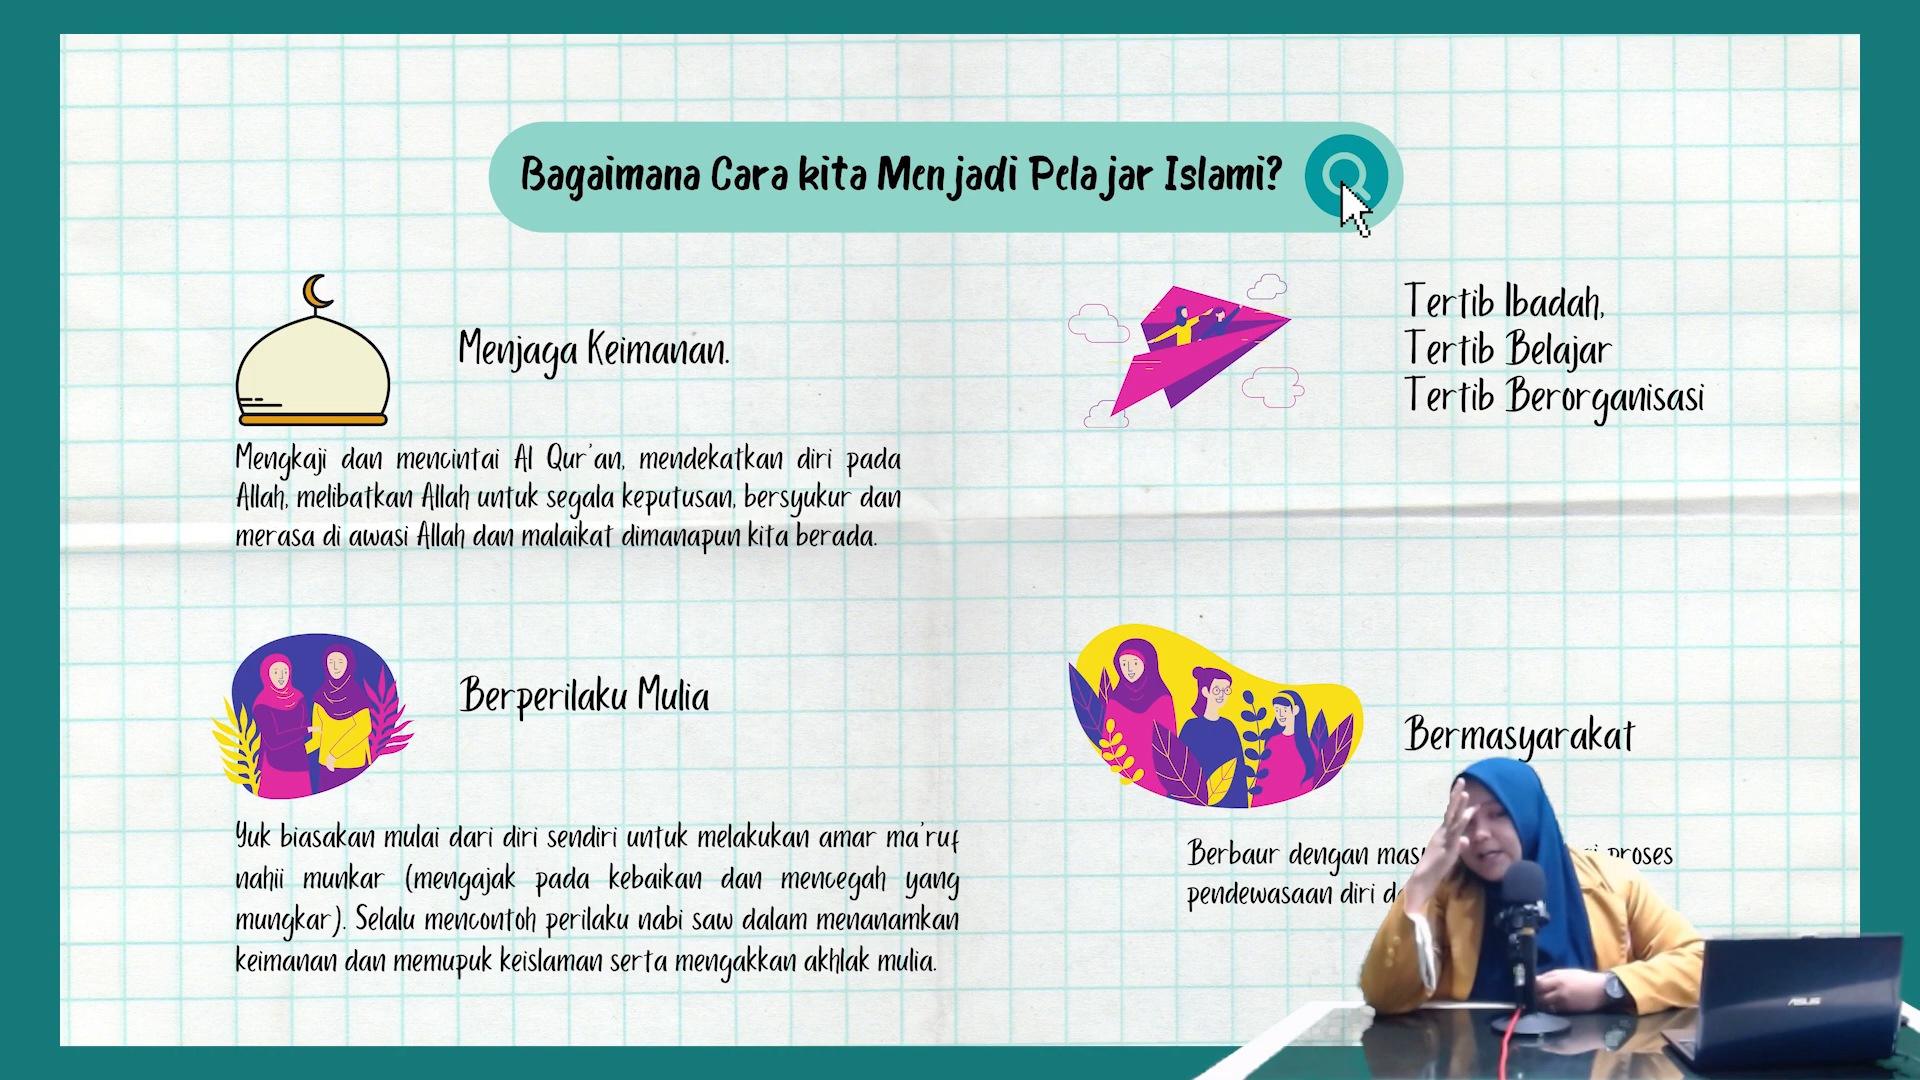 Bagaimana Cara kita Menjadi Pelajar Islami?
Menjaga Keimanan.
Mengkaji dan mencintai Al Qur'an, mendekatkan diri pada
Allah, melibatkan Allah untuk segala keputusan, bersyukur dan
merasa di awasi Allah dan malaikat dimanapun kita berada.
Tertib Ibadah,
Tertib Belajar
Tertib Berorganisasi
Berperilaku Mulia
Yuk biasakan mulai dari diri sendiri untuk melakukan amar ma'ruf
nahii munkar (mengajak pada kebaikan dan mencegah yang
mungkar). Selalu mencontoh perilaku nabi saw dalam menanamkan
keimanan dan memupuk keislaman serta mengakkan akhlak mulia.
Bermasyarakat
Berbaur dengan proses
pendewasaan diri
ASUS